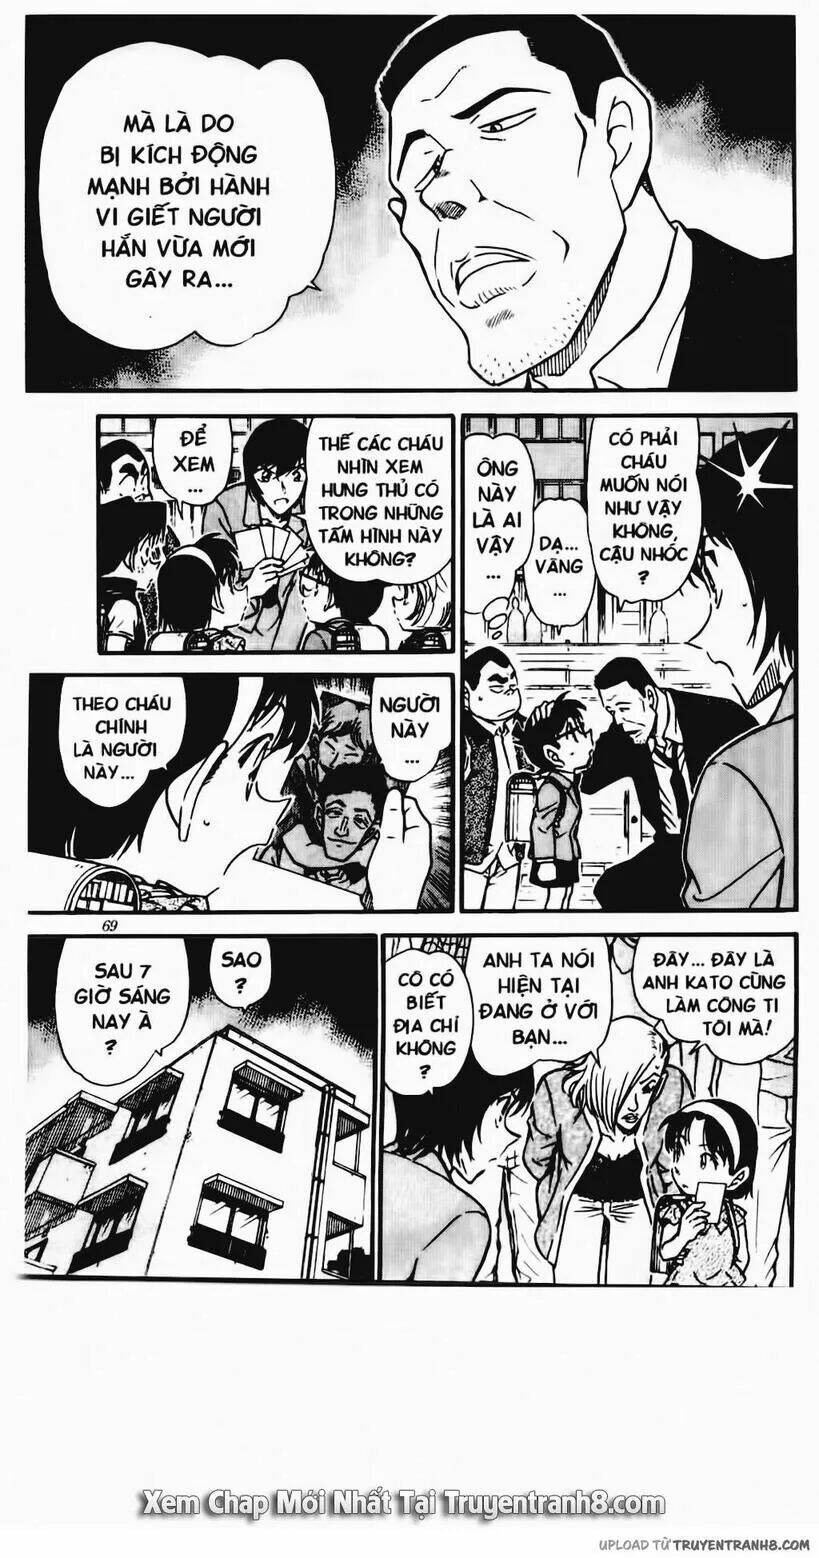 MÀ LÀ DO
BỊ KÍCH ĐỘNG
MẠNH BỞI HÀNH
VI GIẾT NGƯỜI
HẮN VỪA MỚI
GÂY RA...
CÓ PHẢI
CHÁU
MUỐN NÓI
NHƯ VẬY
KHÔNG,
CẬU NHÓC
?
DẠ...
VÂNG
...
ÔNG
NÀY
LÀ AI
VẬY
...
THẾ CÁC CHÁU
NHÌN XEM
HUNG THỦ CÓ
TRONG NHỮNG
TẤM HÌNH NÀY
KHÔNG?
ĐỂ
XEM
...
NGƯỜI
NÀY
...
THEO CHÁU
CHÍNH
LÀ NGƯỜI
NÀY...
69
ĐÂY... ĐÂY LÀ
ANH KATO CÙNG
LÀM CÔNG TI
TÔI MÀ!
ANH TA NÓI
HIỆN TẠI
ĐANG Ở VỚI
BẠN...
CÔ CÓ
BIẾT
ĐỊA CHỈ
KHÔNG
?
SAO
?
SAU 7
GIỜ SÁNG
NAY À
?
Xem Chap Mới Nhất Tại Truyentranh8.com
UPLOAD TỪ TRUYENTRANH8.COM